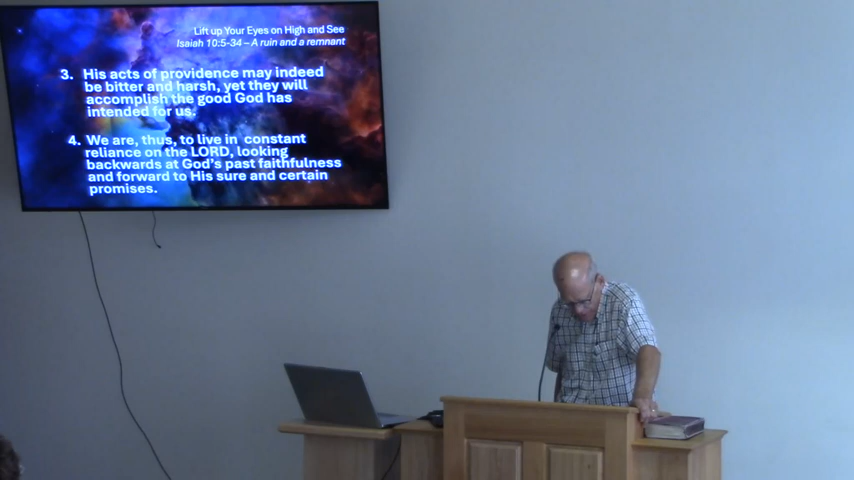 Lift up Your Eyes on High and See
Isaiah 10:5-34 – A ruin and a remnant
3. His acts of providence may indeed
be bitter and harsh, yet they will
accomplish the good God has
intended for us.
4. We are, thus, to live in constant
reliance on the LORD, looking
backwards at God's past faithfulness
and forward to His sure and certain
promises.